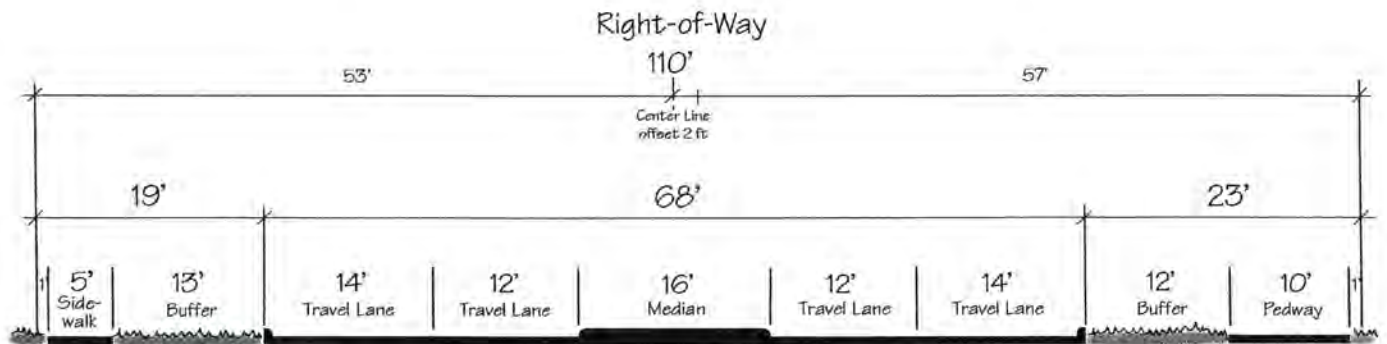 Right-of-Way
110'
53'
57'
Center Line
offset 2 ft
19'
68'
23'
1'
5'
Side-
walk
13'
Buffer
14'
Travel Lane
12'
Travel Lane
16'
Median
12'
Travel Lane
14'
Travel Lane
12'
Buffer
10'
Pedway
1'